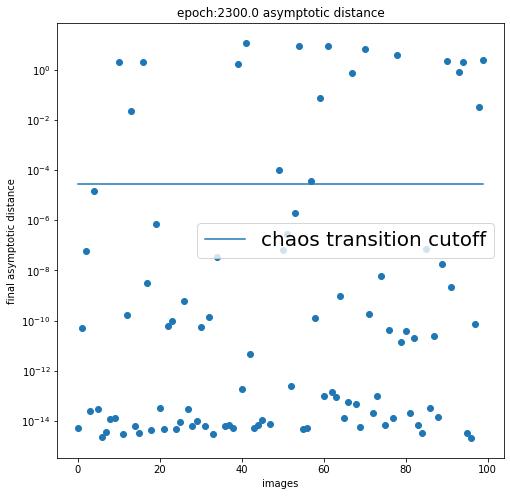 epoch:2300.0 asymptotic distance
final asymptotic distance
10^0
10^−2
10^−4
10^−6
10^−8
10^−10
10^−12
10^−14
chaos transition cutoff
0 20 40 60 80 100
images